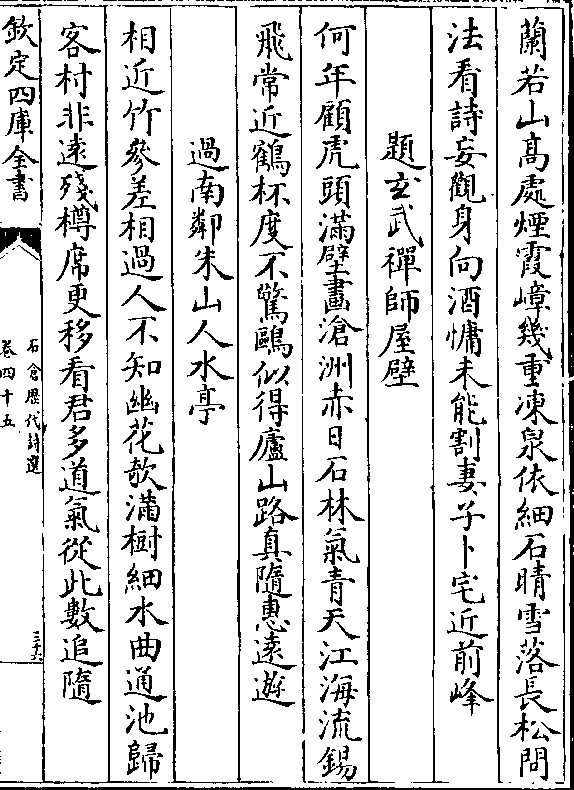 蘭若山髙處煙霞嶂幾重凍泉依細石晴雪落長松問
法看詩妄觀身向酒慵未能割妻子卜宅近前峰
題玄武禪師屋壁
何年顧虎頭滿壁畫滄洲赤日石林氣青天江海流錫
飛常近鶴杯度不驚鷗似得廬山路真隨惠遠遊
過南鄰朱山人水亭
相近竹參差相過人不知幽花欹滿樹細水曲通池歸
客村非遠殘樽席更移看君多道氣從此數追隨
欽定四庫全書
石倉歴代詩選
卷四十五
三十六